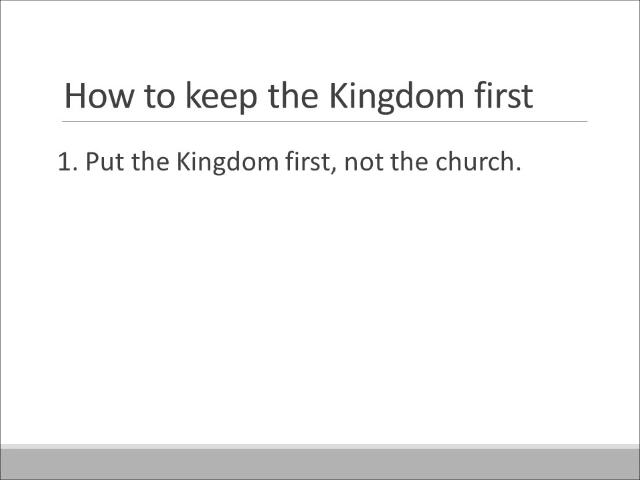 How to keep the Kingdom first
1. Put the Kingdom first, not the church.